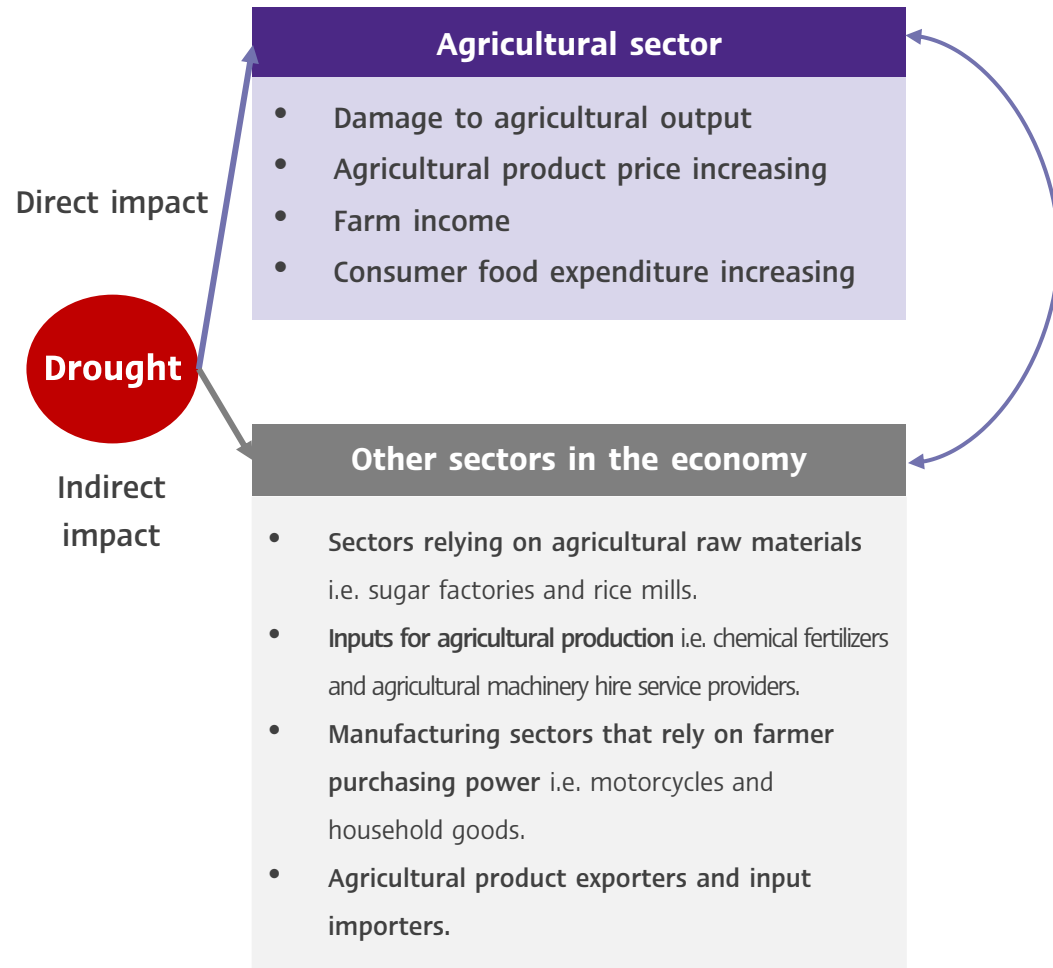 Agricultural sector
• Damage to agricultural output
• Agricultural product price increasing
• Farm income
• Consumer food expenditure increasing
Direct impact
Drought
Indirect
impact
Other sectors in the economy
• Sectors relying on agricultural raw materials
i.e. sugar factories and rice mills.
• Inputs for agricultural production i.e. chemical fertilizers
and agricultural machinery hire service providers.
• Manufacturing sectors that rely on farmer
purchasing power i.e. motorcycles and
household goods.
• Agricultural product exporters and input
importers.